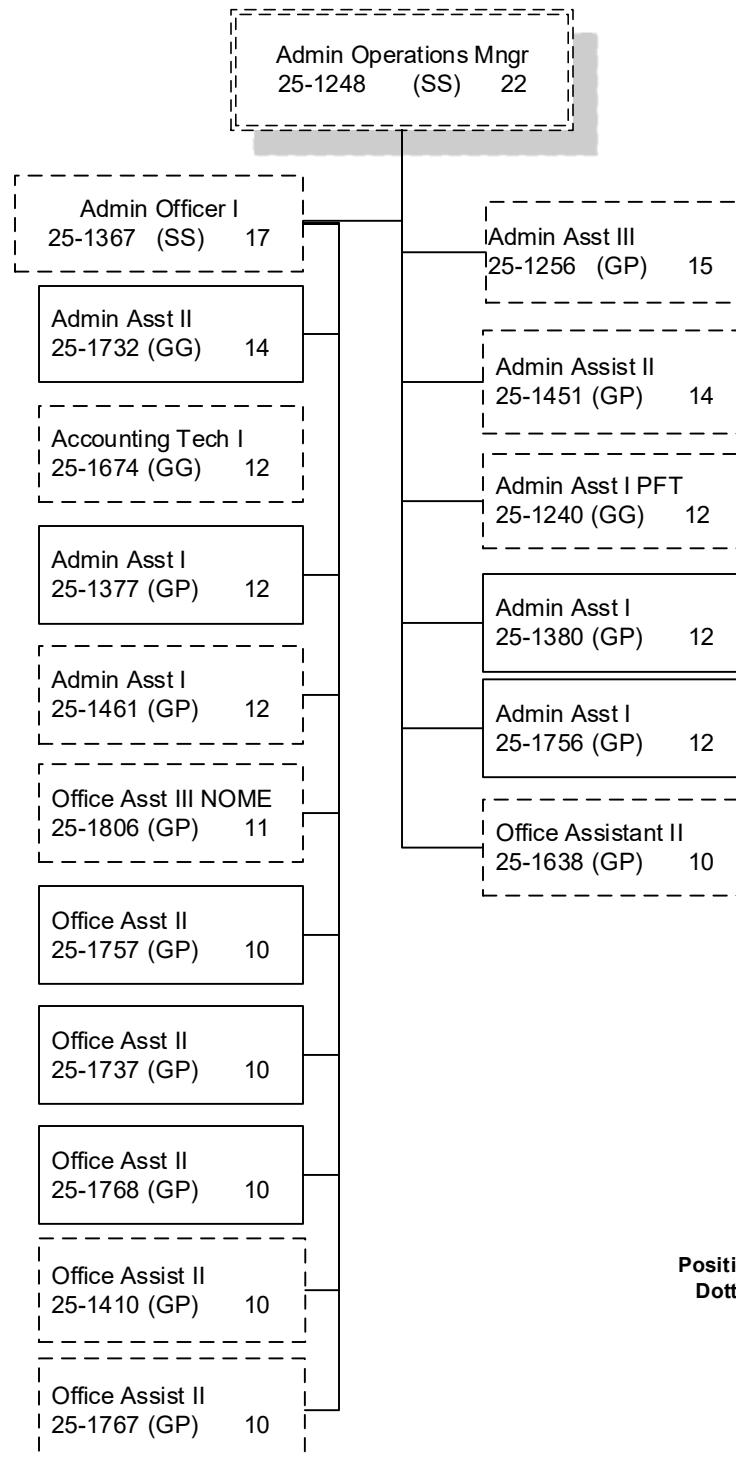 Admin Operations Mngr
25-1248 (SS) 22
Admin Officer I
25-1367 (SS) 17
Admin Asst II
25-1732 (GG) 14
Accounting Tech I
25-1674 (GG) 12
Admin Asst I
25-1377 (GP) 12
Admin Asst I
25-1461 (GP) 12
Office Asst III NOME
25-1806 (GP) 11
Office Asst II
25-1757 (GP) 10
Office Asst II
25-1737 (GP) 10
Office Asst II
25-1768 (GP) 10
Office Assist II
25-1410 (GP) 10
Office Assist II
25-1767 (GP) 10
Admin Asst III
25-1256 (GP) 15
Admin Assist II
25-1451 (GP) 14
Admin Asst I PFT
25-1240 (GG) 12
Admin Asst I
25-1380 (GP) 12
Admin Asst I
25-1756 (GP) 12
Office Assistant II
25-1638 (GP) 10
Positi
Dott